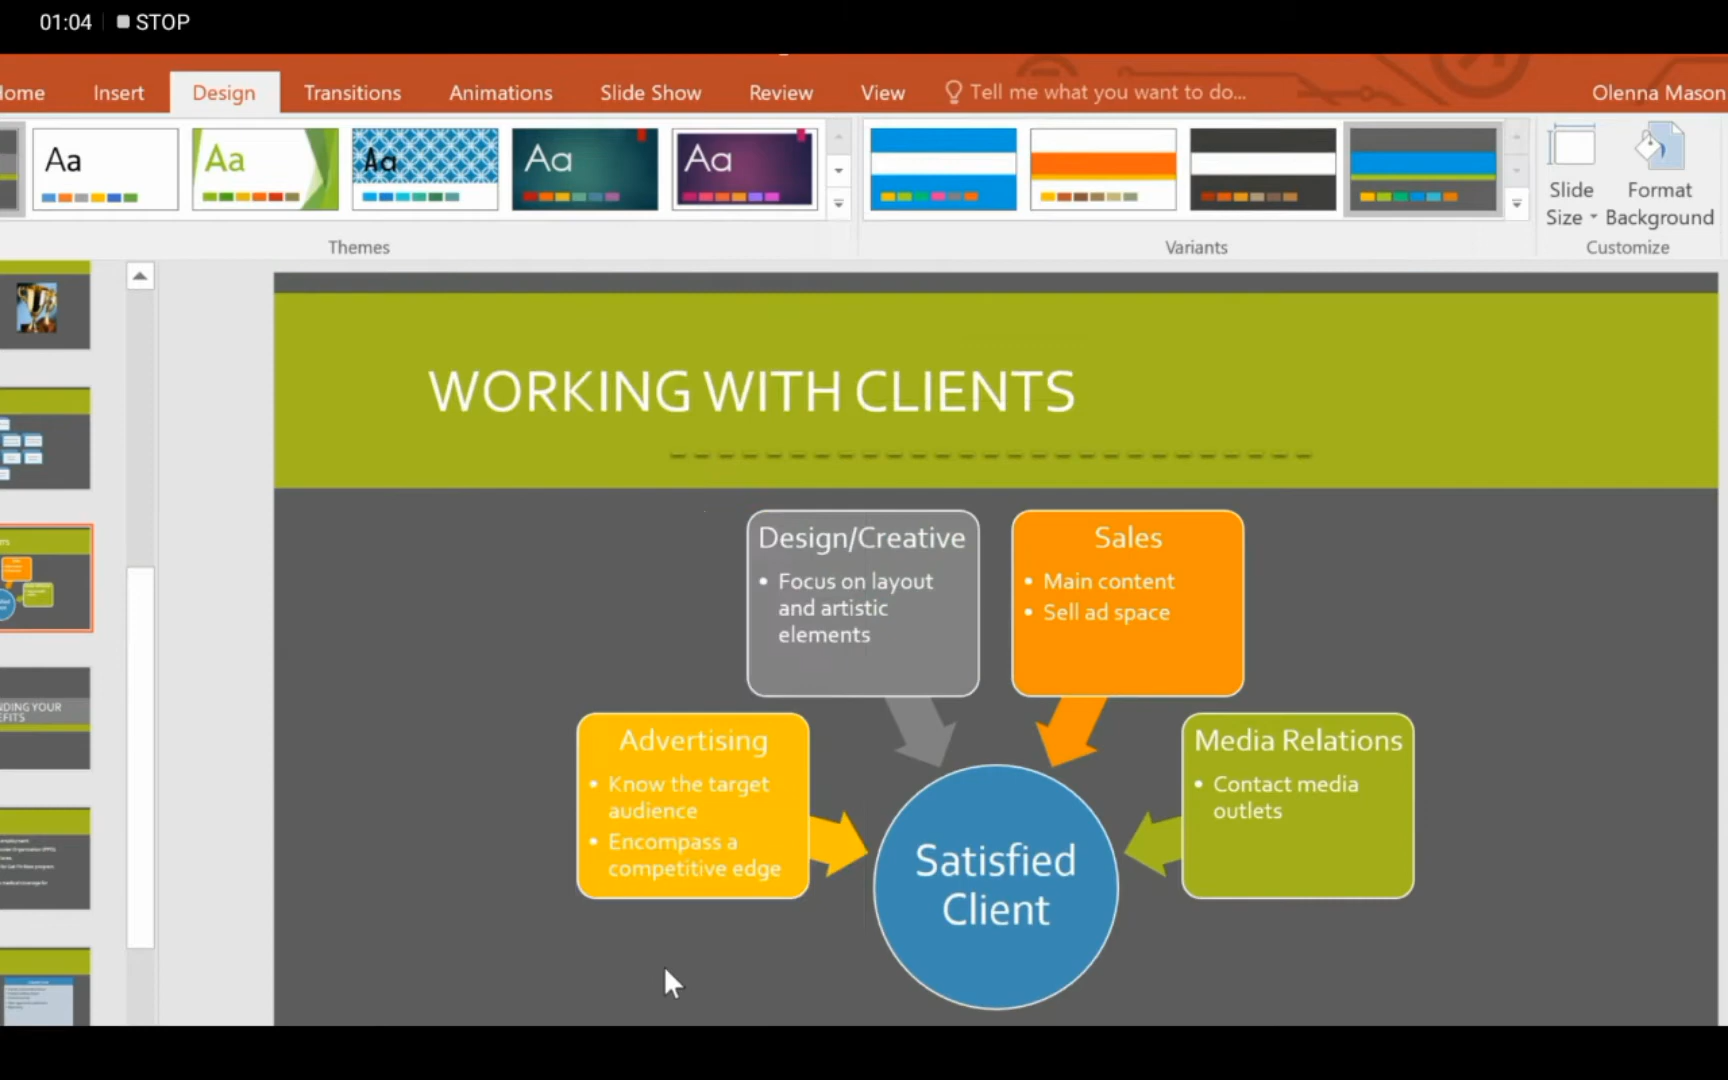 01:04 STOP
Home Insert Design Transitions Animations Slide Show Review View Tell me what you want to do... Olenna Mason
Aa Aa Aa Aa Aa
Slide Size Format Background
Themes Variants Customize
WORKING WITH CLIENTS
Design/Creative
• Focus on layout
and artistic
elements
Sales
• Main content
• Sell ad space
Advertising
• Know the target
audience
• Encompass a
competitive edge
Media Relations
• Contact media
outlets
Satisfied
Client